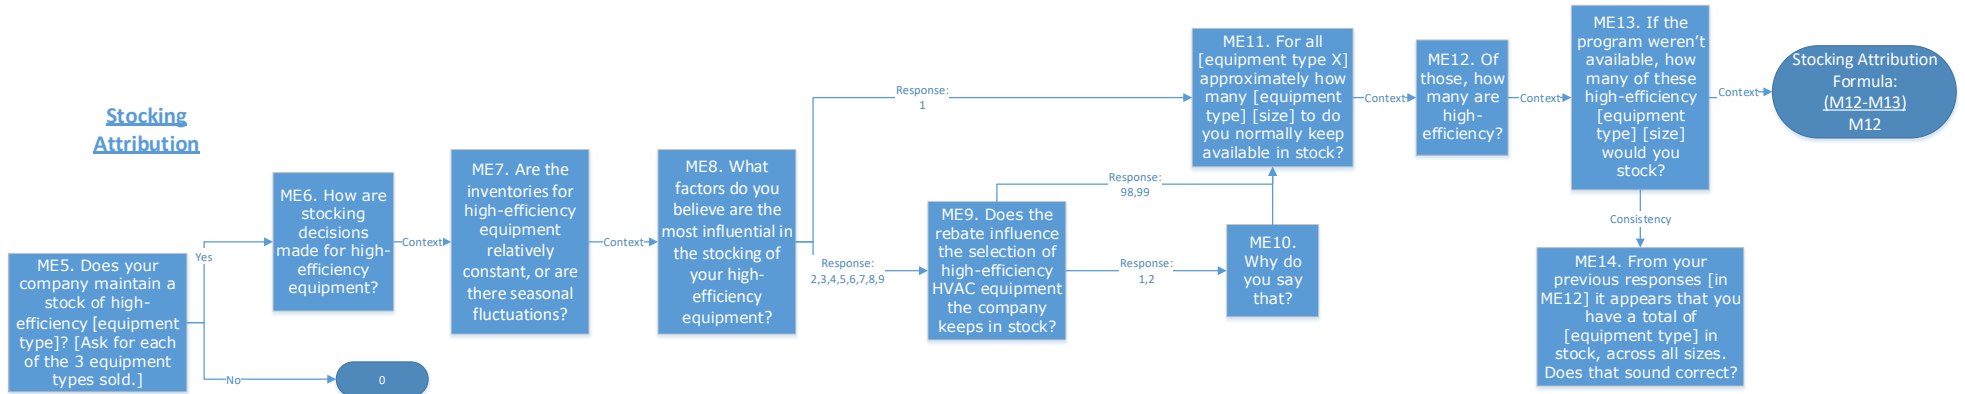 Stocking
Attribution
ME5. Does your
company maintain a
stock of high-
efficiency [equipment
type]? [Ask for each
of the 3 equipment
types sold.]
Yes
No
0
ME6. How are
stocking
decisions
made for high-
efficiency
equipment?
Context
ME7. Are the
inventories for
high-efficiency
equipment
relatively
constant, or are
there seasonal
fluctuations?
Context
ME8. What
factors do you
believe are the
most influential in
the stocking of
your high-
efficiency
equipment?
Response:
1
Response:
2,3,4,5,6,7,8,9
ME9. Does the
rebate influence
the selection of
high-efficiency
HVAC equipment
the company
keeps in stock?
Response:
98,99
Response:
1,2
ME10.
Why do
you say
that?
ME11. For all
[equipment type X]
approximately how
many [equipment
type] [size] to do
you normally keep
available in stock?
Context
ME12. Of
those, how
many are
high-
efficiency?
Context
ME13. If the
program weren't
available, how
many of these
high-efficiency
[equipment
type] [size]
would you
stock?
Context
Stocking Attribution
Formula:
(M12-M13)
M12
Consistency
ME14. From your
previous responses [in
ME12] it appears that you
have a total of
[equipment type] in
stock, across all sizes.
Does that sound correct?